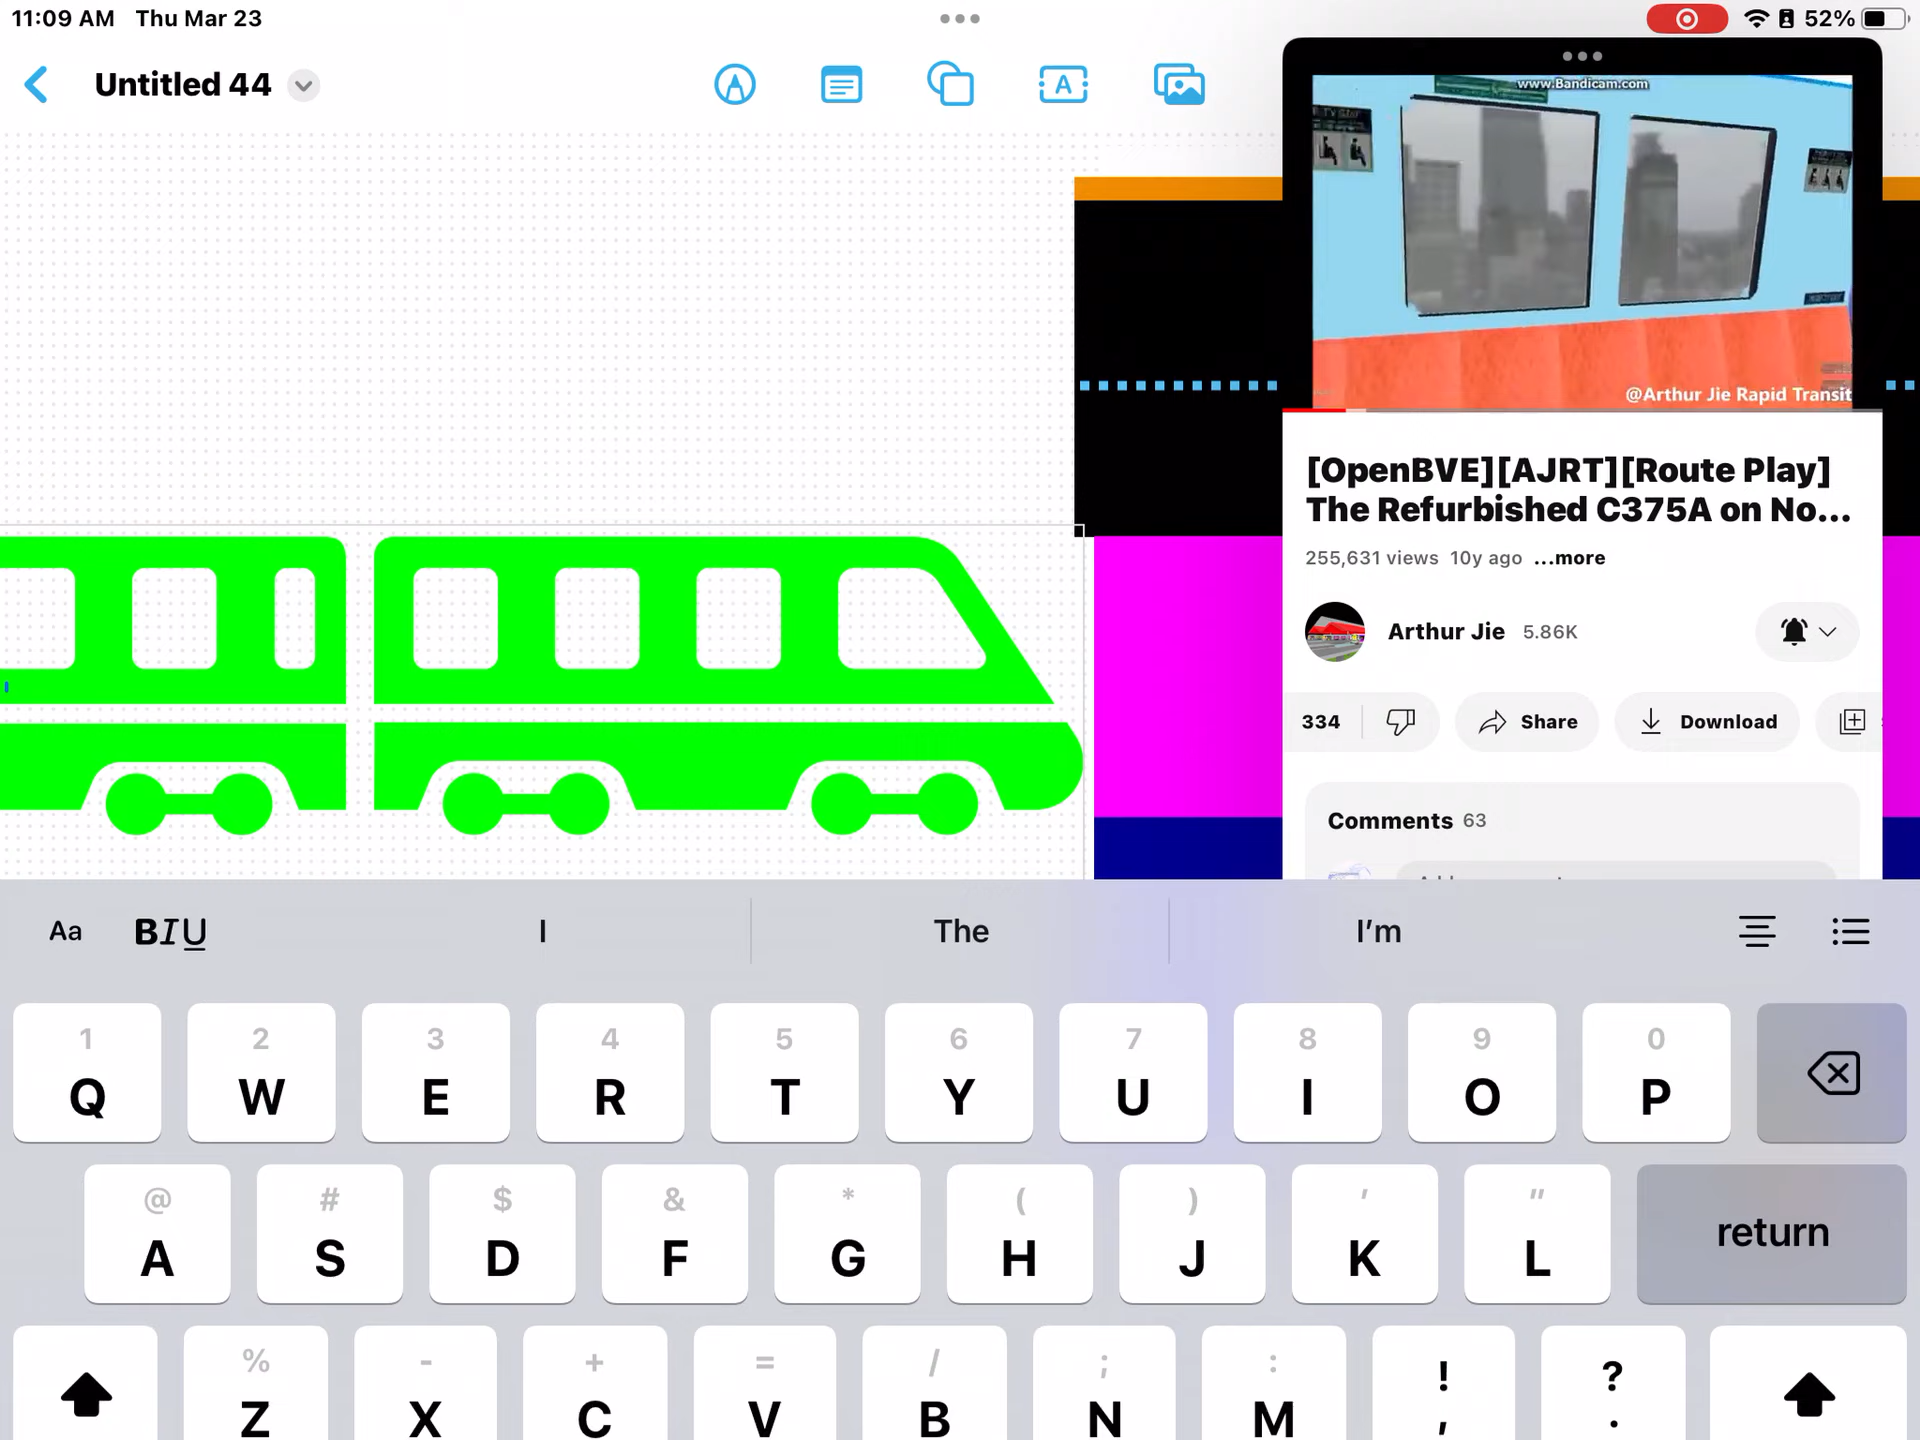 11:09 AM Thu Mar 23
52%
Untitled 44
A
www.Bandicam.com
@Arthur Jie Rapid Transit
[OpenBVE][AJRT][Route Play]
The Refurbished C375A on No...
255,631 views 10y ago ...more
Arthur Jie 5.86K
334 Share Download
Comments 63
Aa BIU I The I'm
1 2 3 4 5 6 7 8 9 0
Q W E R T Y U I O P
@ # $ & * ( ) ' "
A S D F G H J K L return
% - + = / ; : ! ?
Z X C V B N M , .